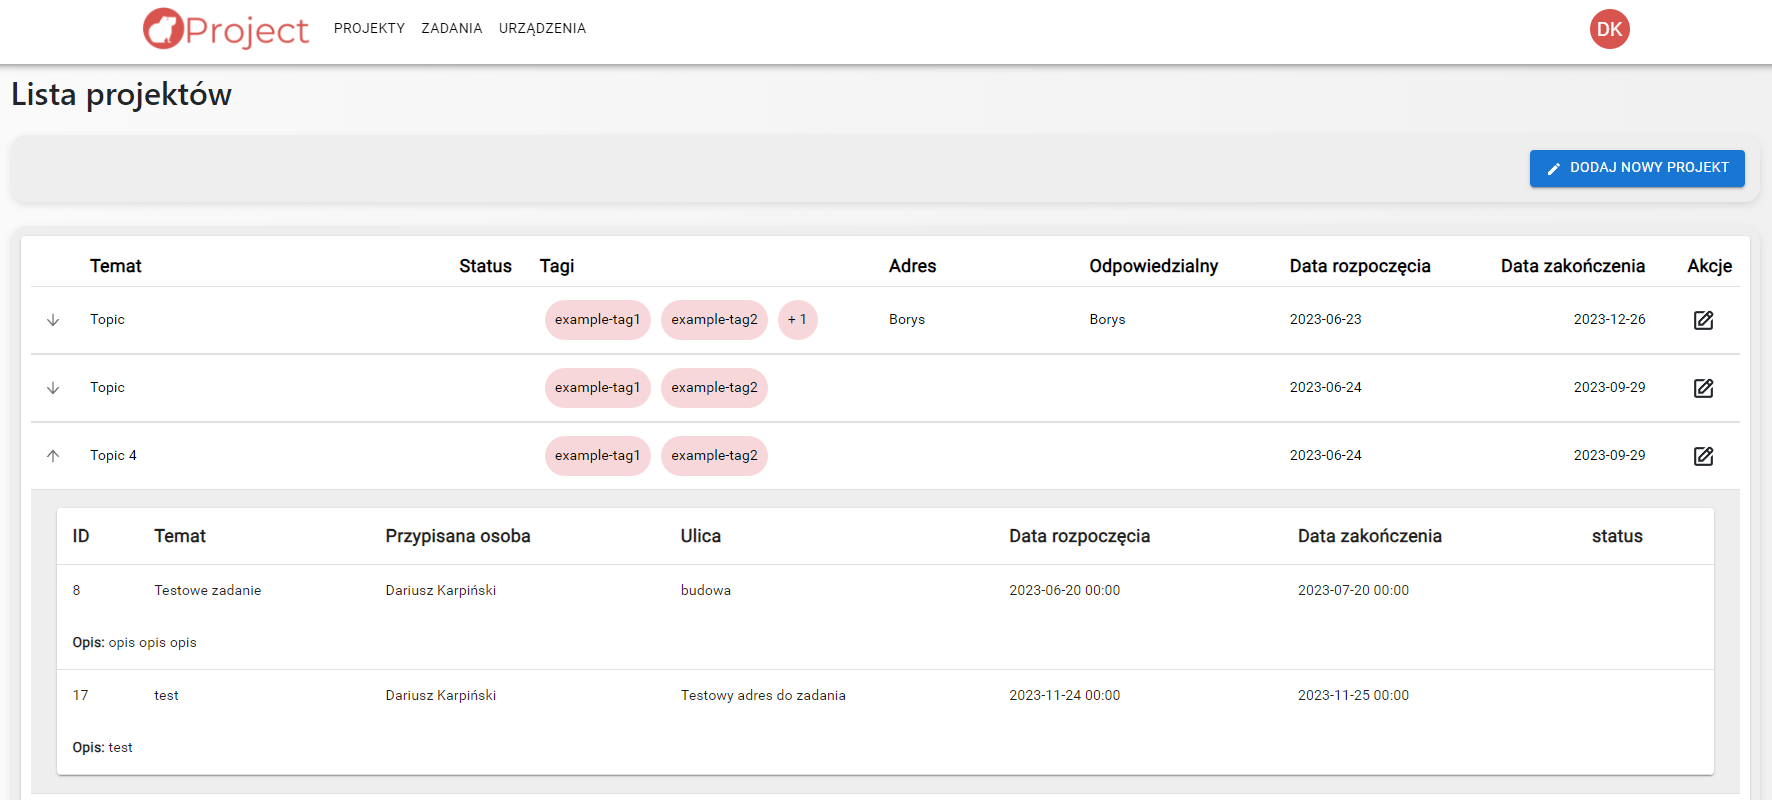 Project PROJEKTY ZADANIA URZĄDZENIA DK
Lista projektów
DODAJ NOWY PROJEKT
Temat Status Tagi Adres Odpowiedzialny Data rozpoczęcia Data zakończenia Akcje
Topic example-tag1 example-tag2 + 1 Borys Borys 2023-06-23 2023-12-26
Topic example-tag1 example-tag2 2023-06-24 2023-09-29
Topic 4 example-tag1 example-tag2 2023-06-24 2023-09-29
ID Temat Przypisana osoba Ulica Data rozpoczęcia Data zakończenia status
8 Testowe zadanie Dariusz Karpiński budowa 2023-06-20 00:00 2023-07-20 00:00
Opis: opis opis opis
17 test Dariusz Karpiński Testowy adres do zadania 2023-11-24 00:00 2023-11-25 00:00
Opis: test